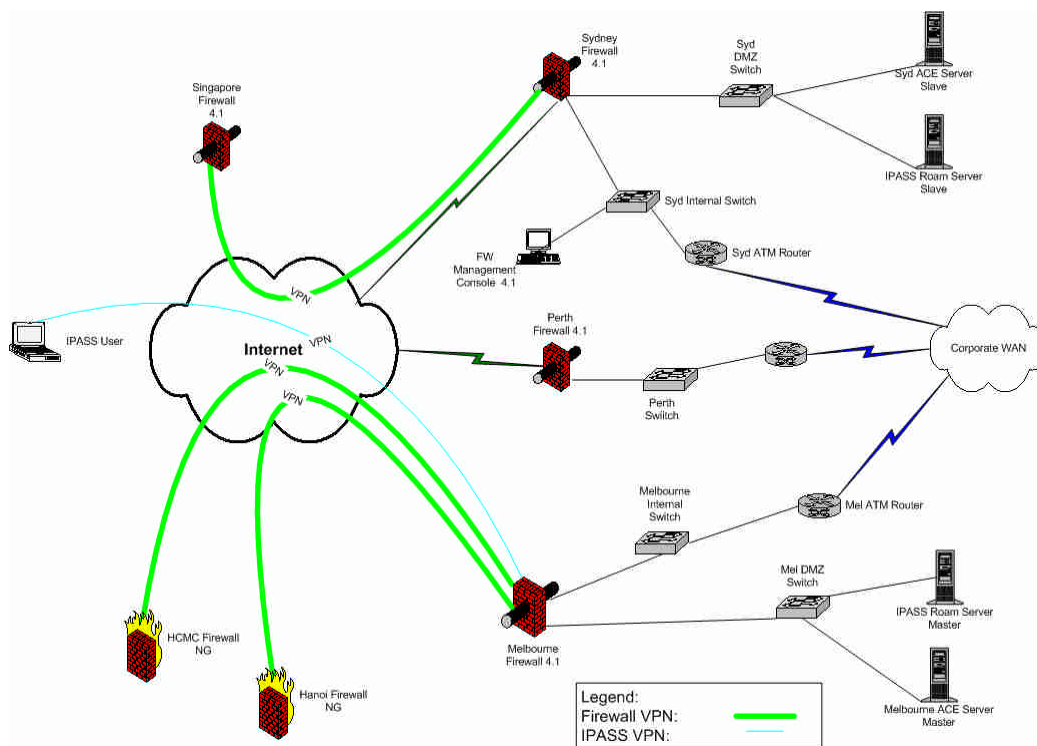 Sydney
Firewall
4.1
Syd
DMZ
Switch
Syd ACE Server
Slave
Singapore
Firewall
4.1
IPASS Roam Server
Slave
Syd Internal Switch
FW
Management
Console 4.1
Syd ATM Router
VPN
IPASS User
VPN
Internet
VPN
VPN
Perth
Firewall 4.1
Perth
Swiitch
Corporate WAN
Melbourne
Internal
Switch
Mel ATM Router
Mel DMZ
Switch
IPASS Roam Server
Master
HCMC Firewall
NG
Melbourne
Firewall 4.1
Hanoi Firewall
NG
Melbourne ACE Server
Master
Legend:
Firewall VPN:
IPASS VPN: